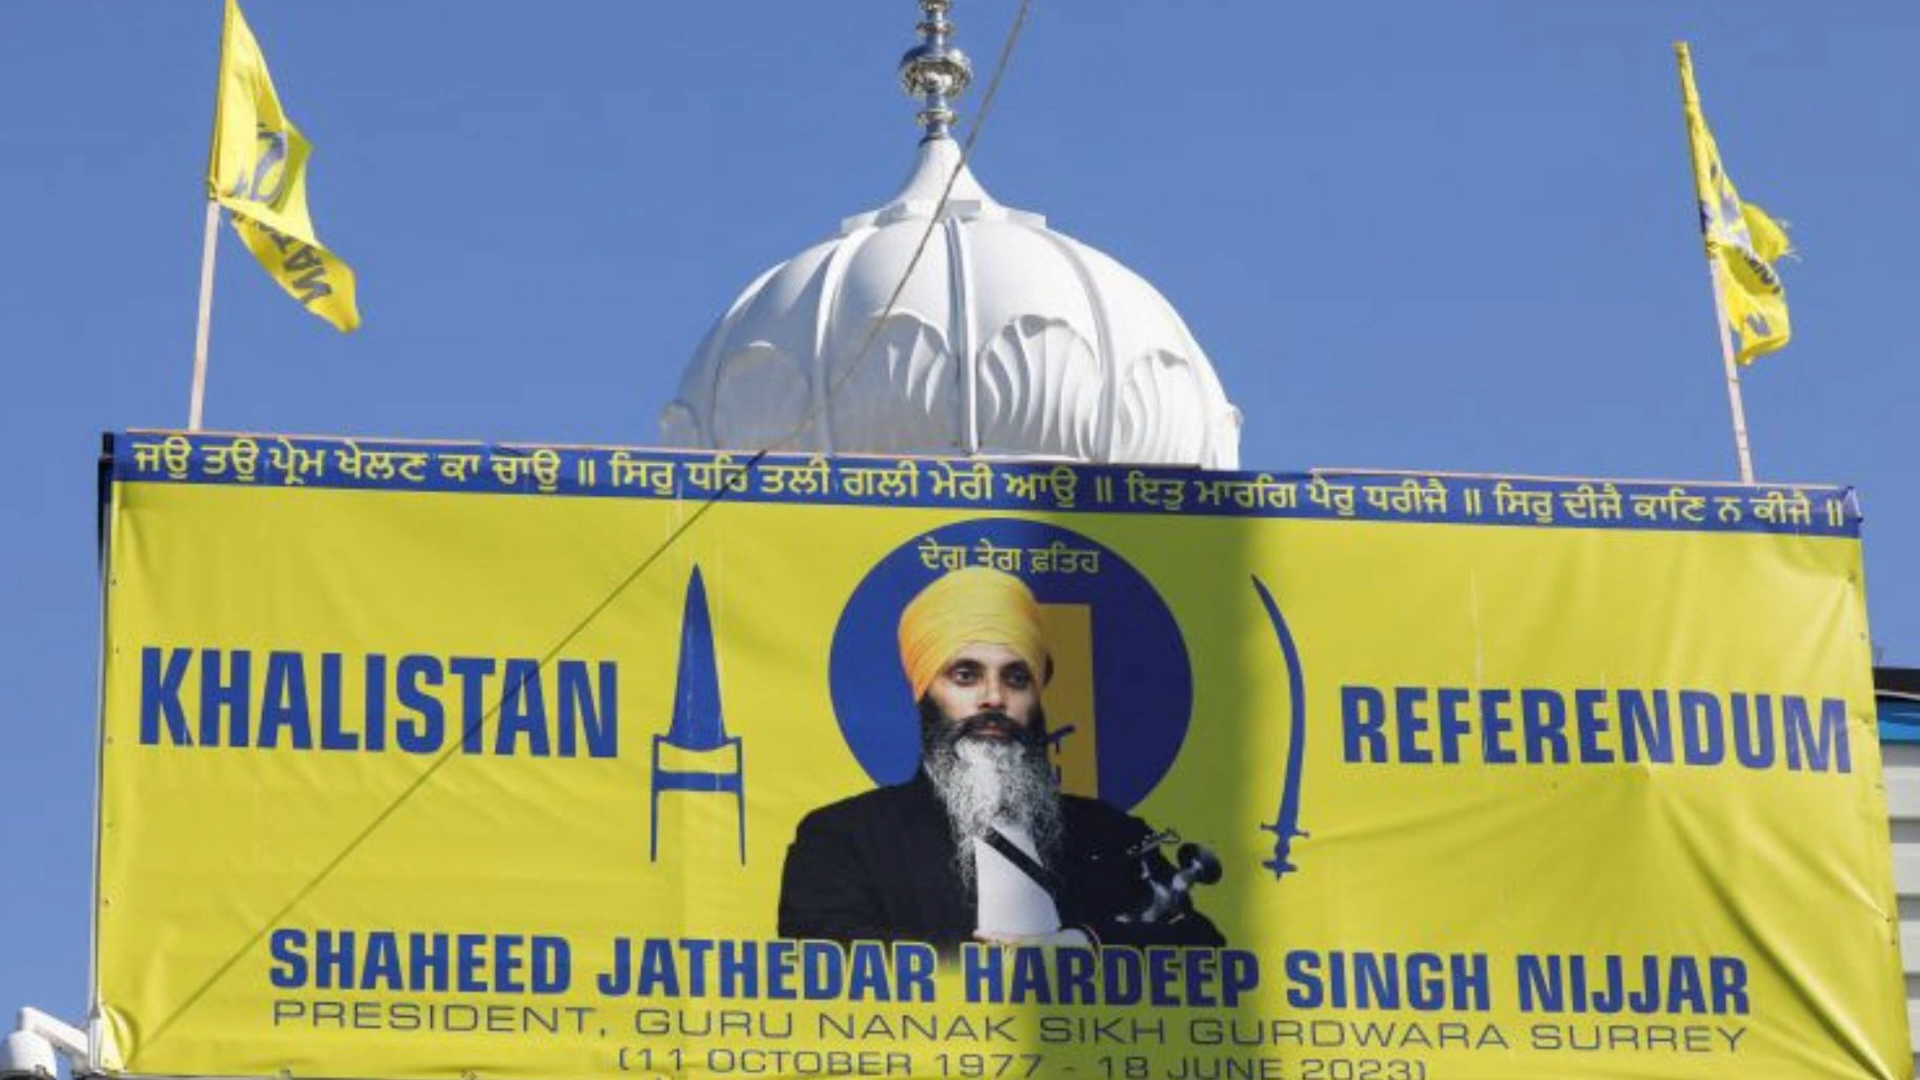 ਜਉ ਤਉ ਪ੍ਰੇਮ ਖੇਲਣ ਕਾ ਚਾਉ ॥ ਸਿਰੁ ਧਰਿ ਤਲੀ ਗਲੀ ਮੇਰੀ ਆਉ ॥ ਇਤੁ ਮਾਰਗਿ ਪੈਰੁ ਧਰੀਜੈ ॥ ਸਿਰੁ ਦੀਜੈ ਕਾਣਿ ਨ ਕੀਜੈ ॥
ਦੇਗ ਤੇਗ ਫ਼ਤਿਹ
KHALISTAN REFERENDUM
SHAHEED JATHEDAR HARDEEP SINGH NIJJAR
PRESIDENT, GURU NANAK SIKH GURDWARA SURREY
(11 OCTOBER 1977 - 18 JUNE 2023)